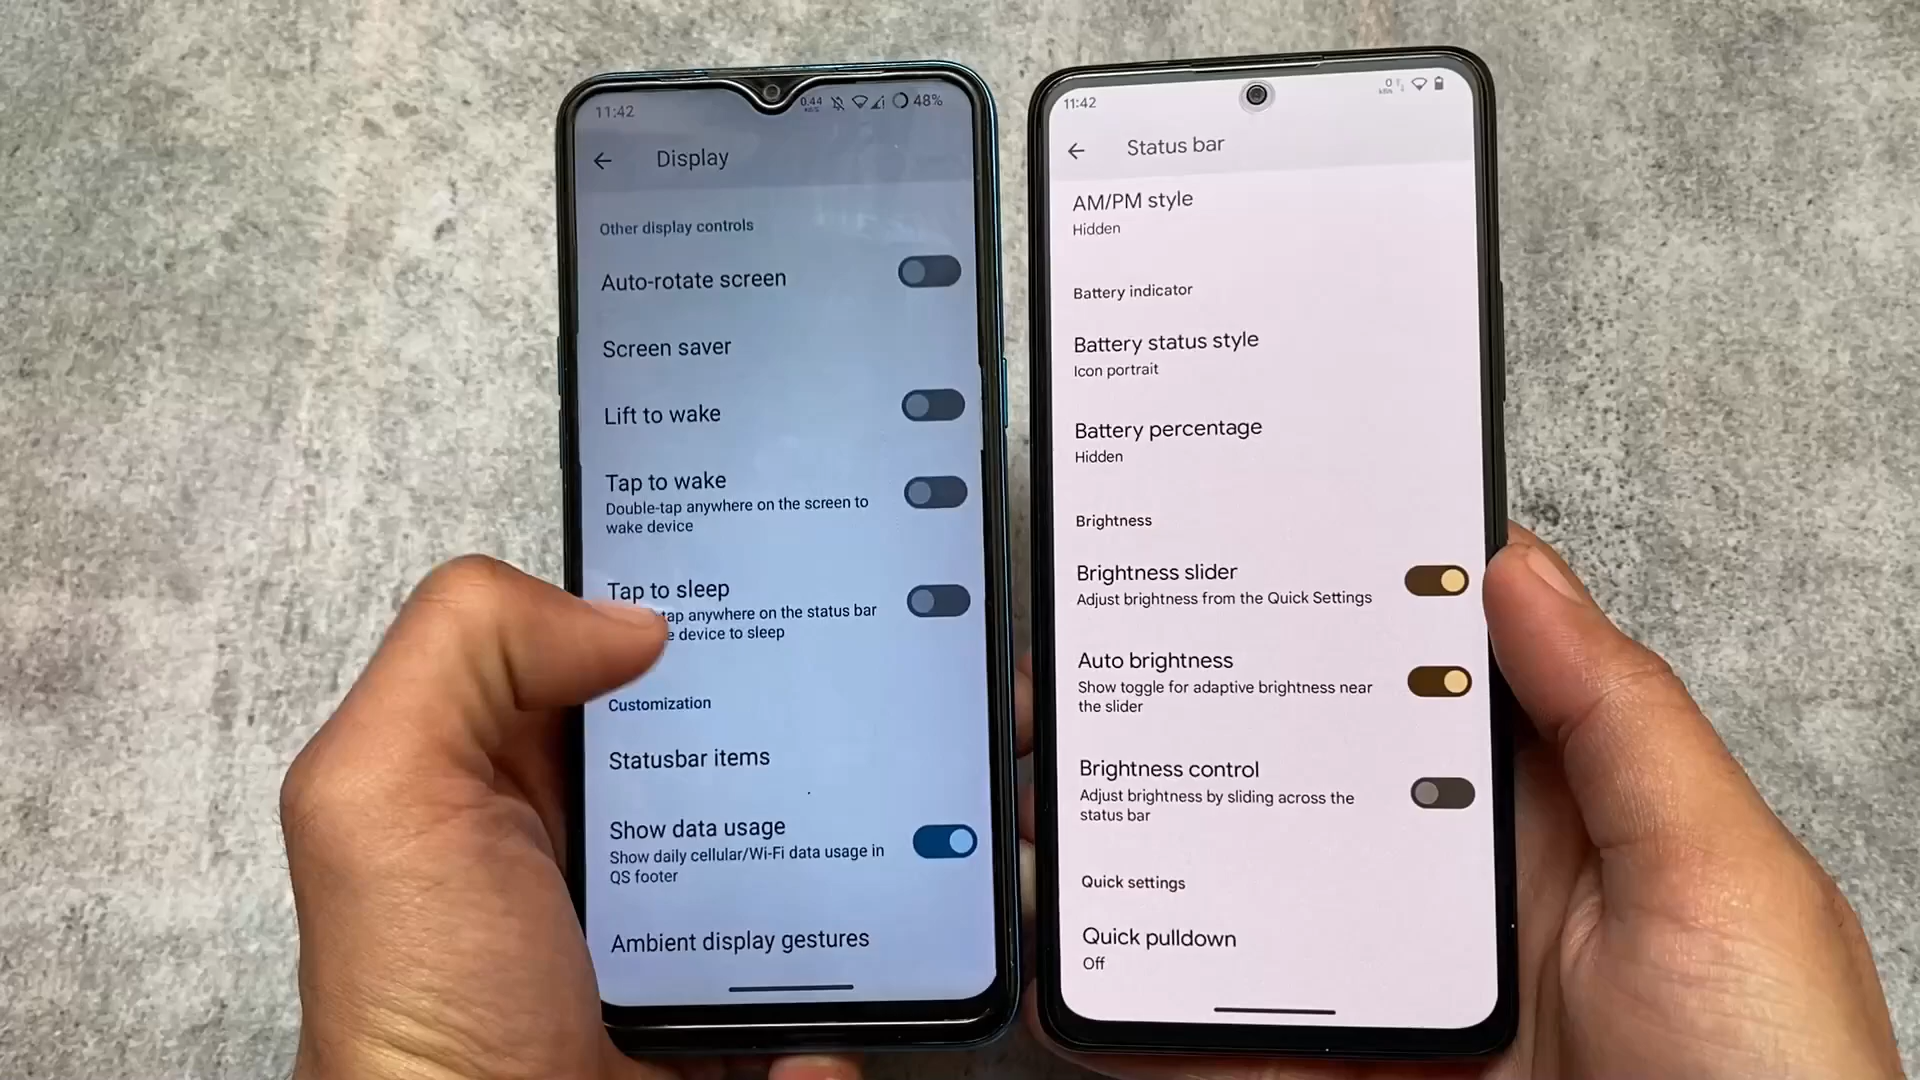 11:42
0.44
48%
Display
Other display controls
Auto-rotate screen
Screen saver
Lift to wake
Tap to wake
Double-tap anywhere on the screen to
wake device
Tap to sleep
tap anywhere on the status bar
e device to sleep
Customization
Statusbar items
Show data usage
Show daily cellular/Wi-Fi data usage in
QS footer
Ambient display gestures
11:42
0
Status bar
AM/PM style
Hidden
Battery indicator
Battery status style
Icon portrait
Battery percentage
Hidden
Brightness
Brightness slider
Adjust brightness from the Quick Settings
Auto brightness
Show toggle for adaptive brightness near
the slider
Brightness control
Adjust brightness by sliding across the
status bar
Quick settings
Quick pulldown
Off